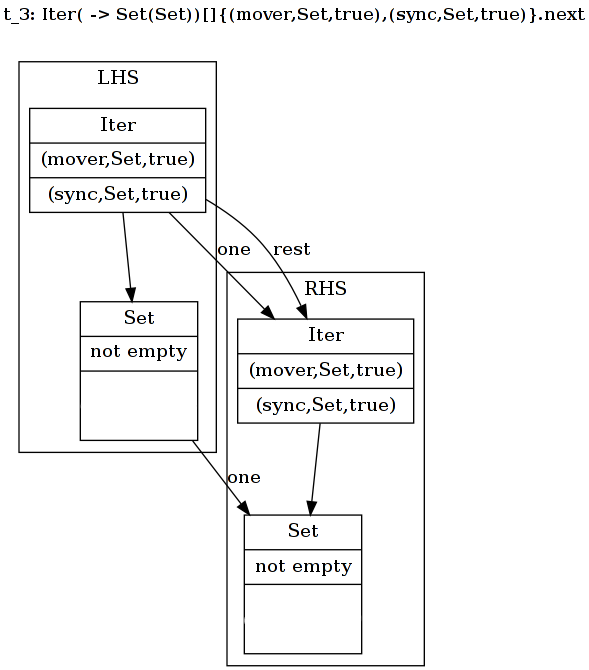 t_3: Iter( -> Set(Set))[]{(mover,Set,true),(sync,Set,true)}.next
LHS
Iter
(mover,Set,true)
(sync,Set,true)
one
rest
RHS
Set
not empty
Iter
(mover,Set,true)
(sync,Set,true)
one
Set
not empty